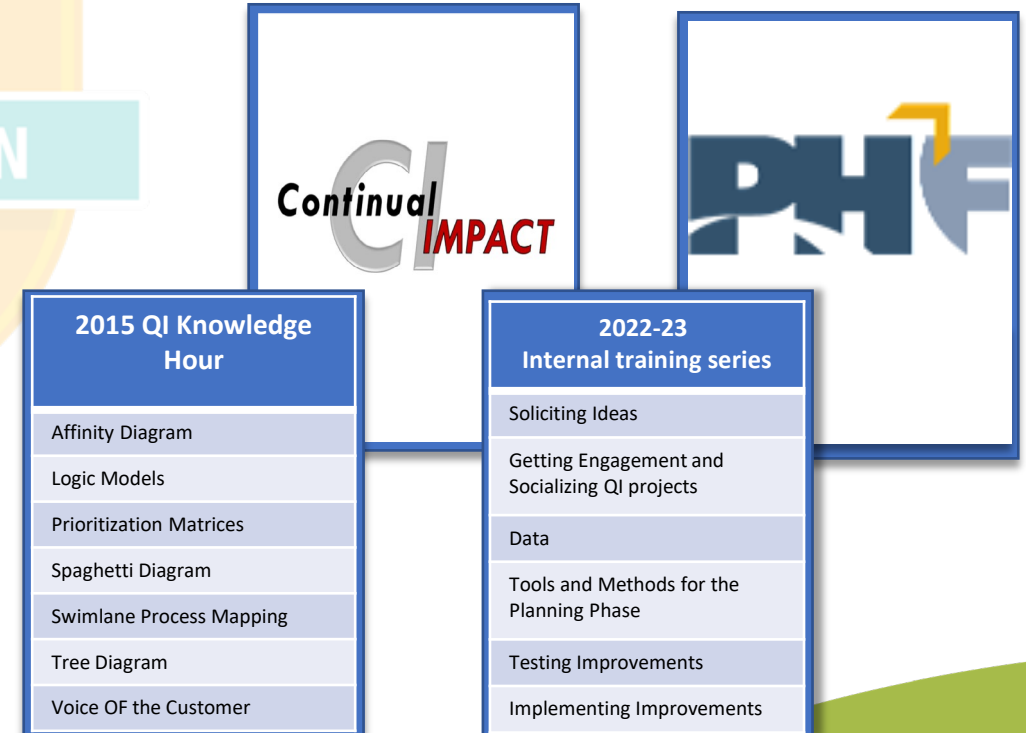 N
CI
Continual
IMPACT
PHF
2015 QI Knowledge
Hour
Affinity Diagram
Logic Models
Prioritization Matrices
Spaghetti Diagram
Swimlane Process Mapping
Tree Diagram
Voice OF the Customer
2022-23
Internal training series
Soliciting Ideas
Getting Engagement and
Socializing QI projects
Data
Tools and Methods for the
Planning Phase
Testing Improvements
Implementing Improvements